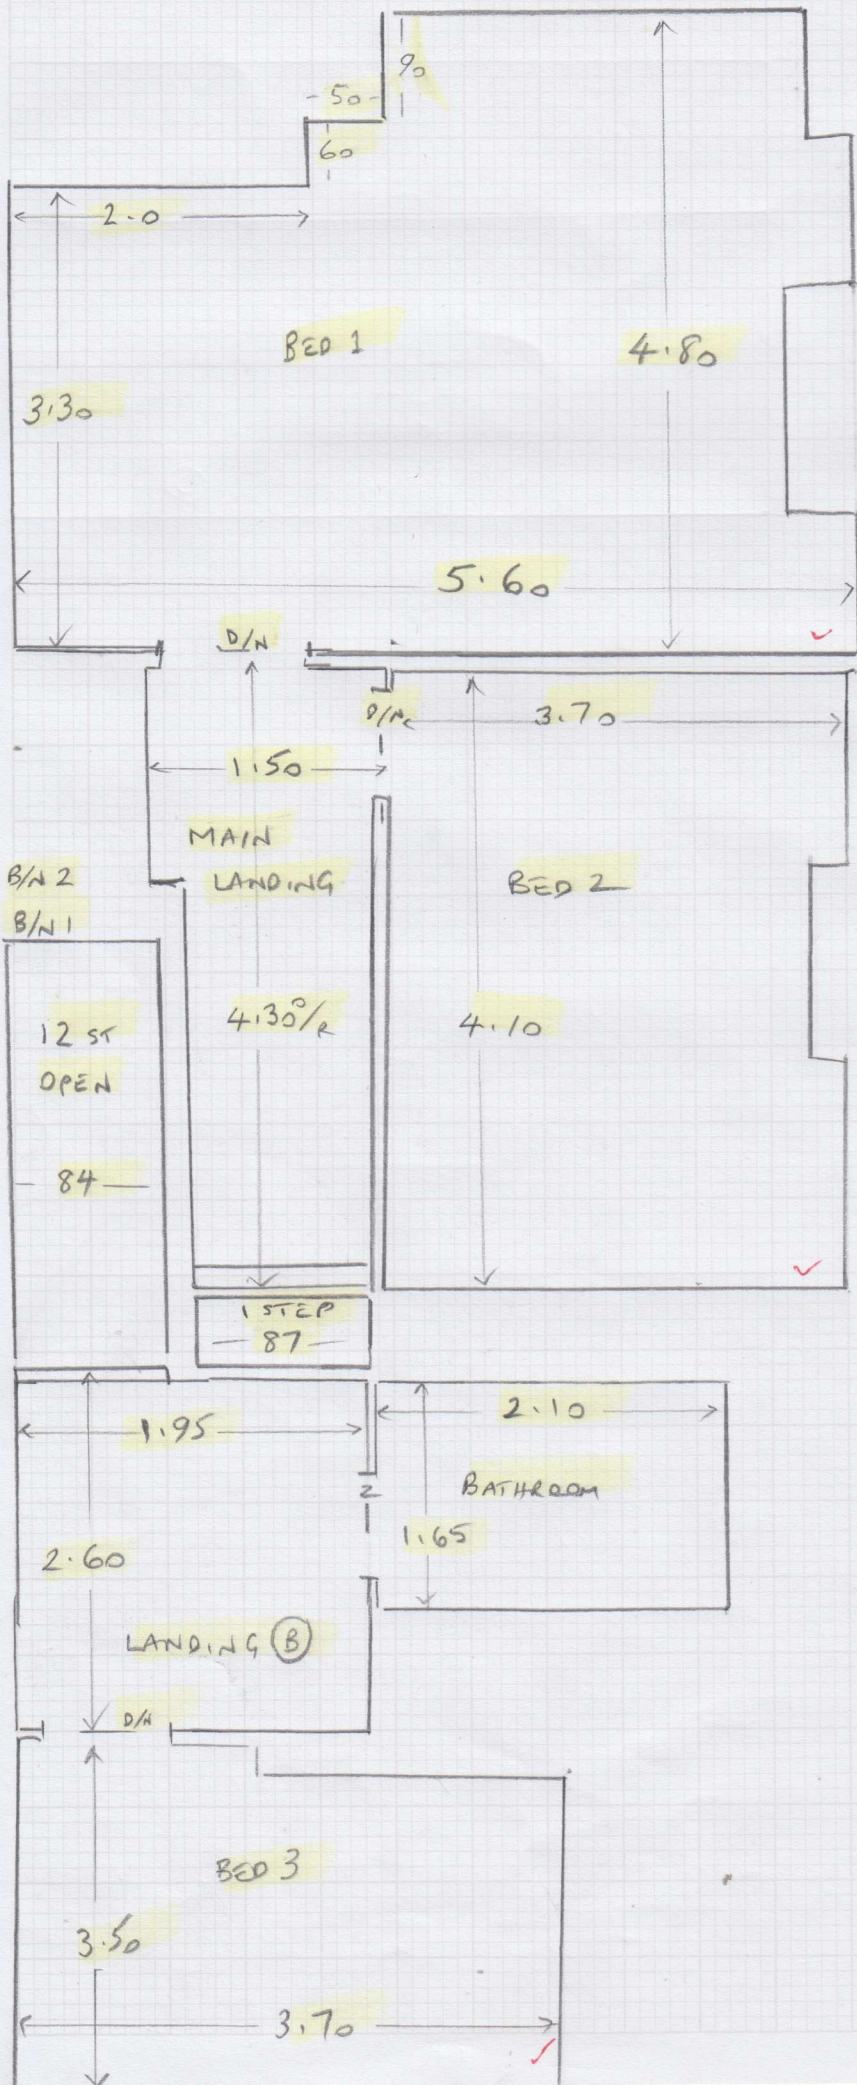 90
-50-
60
2.0
BED 1
4.80
3.30
5.60
D/N
D/N
3.70
1.50
MAIN
LANDING
B/N 2
B/N 1
BED 2
12 ST
OPEN
4.30 O/R
4.10
84
1 STEP
87
1.95
2.10
Z
BATHROOM
1.65
2.60
LANDING B
D/N
BED 3
3.50
3.70